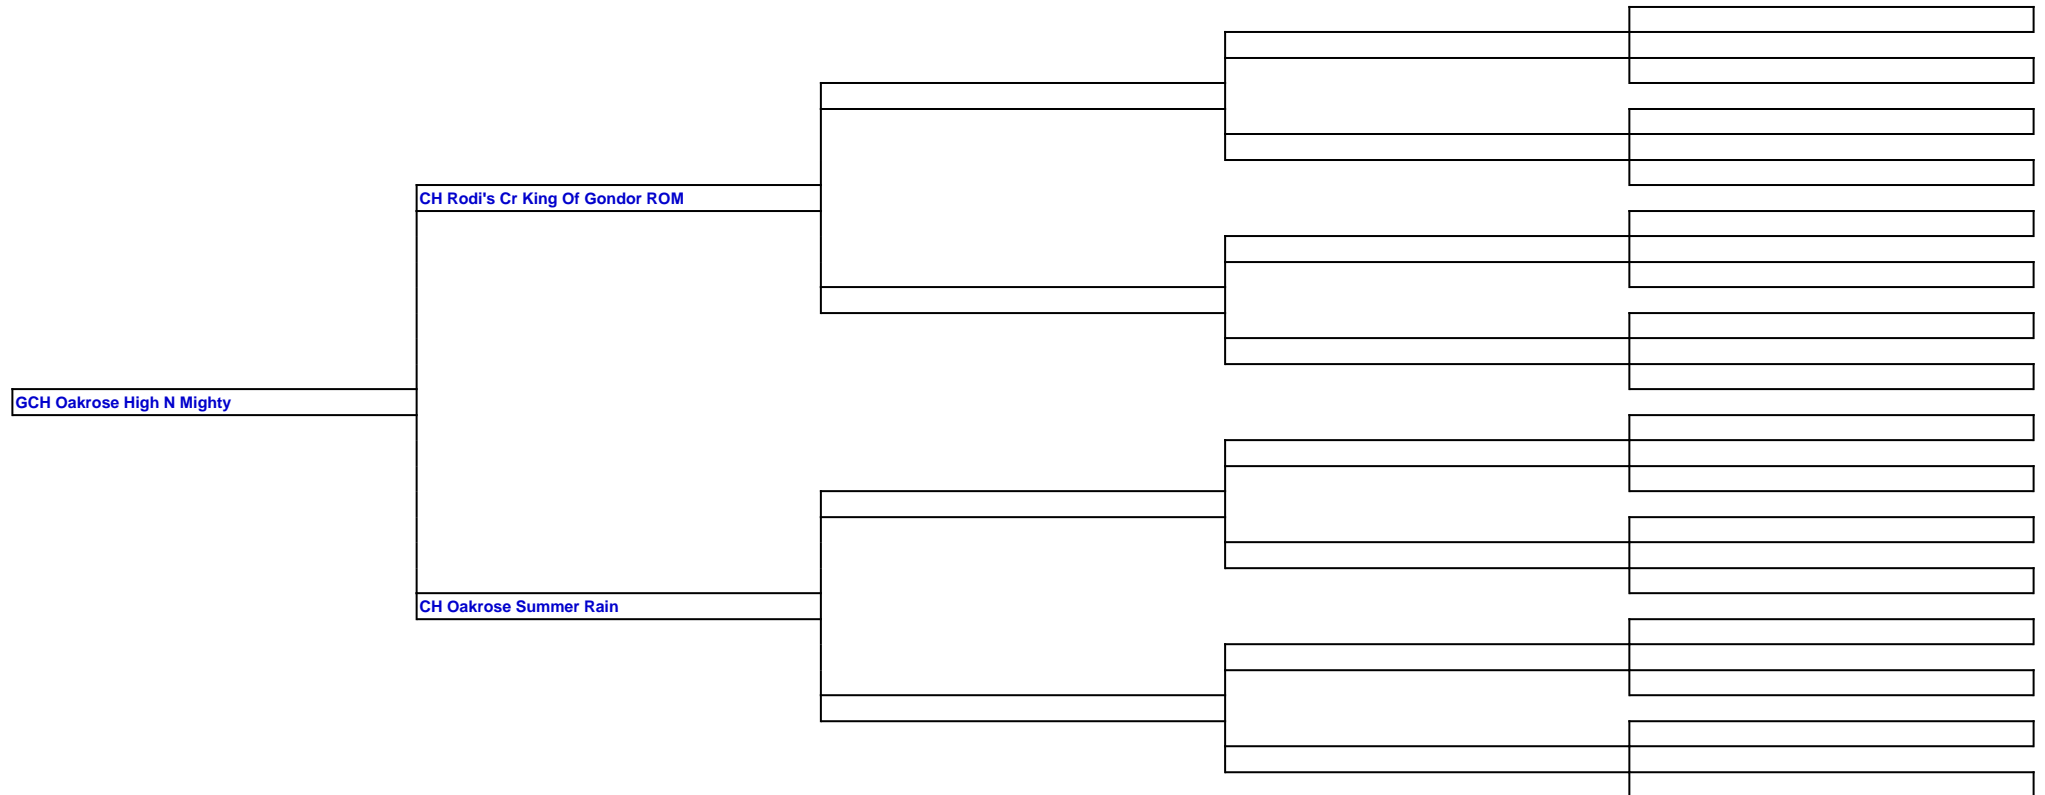 CH Rodi's Cr King Of Gondor ROM
GCH Oakrose High N Mighty
CH Oakrose Summer Rain